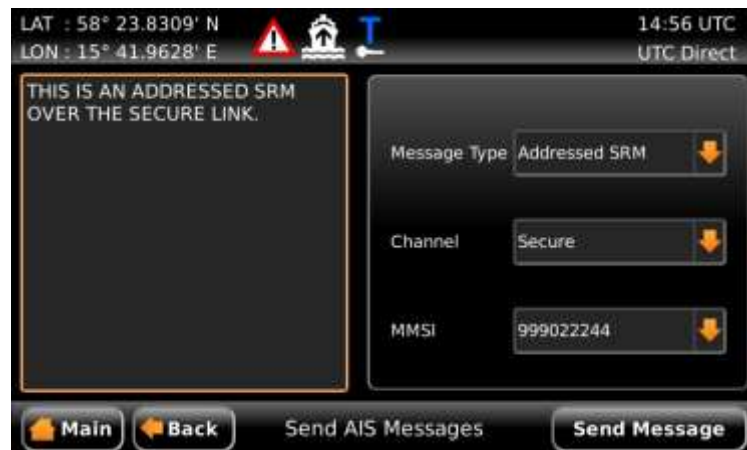 LAT : 58° 23.8309' N
LON : 15° 41.9628' E
T
14:56 UTC
UTC Direct
THIS IS AN ADDRESSED SRM
OVER THE SECURE LINK.
Message Type Addressed SRM
Channel Secure
MMSI 999022244
Main Back Send AIS Messages Send Message